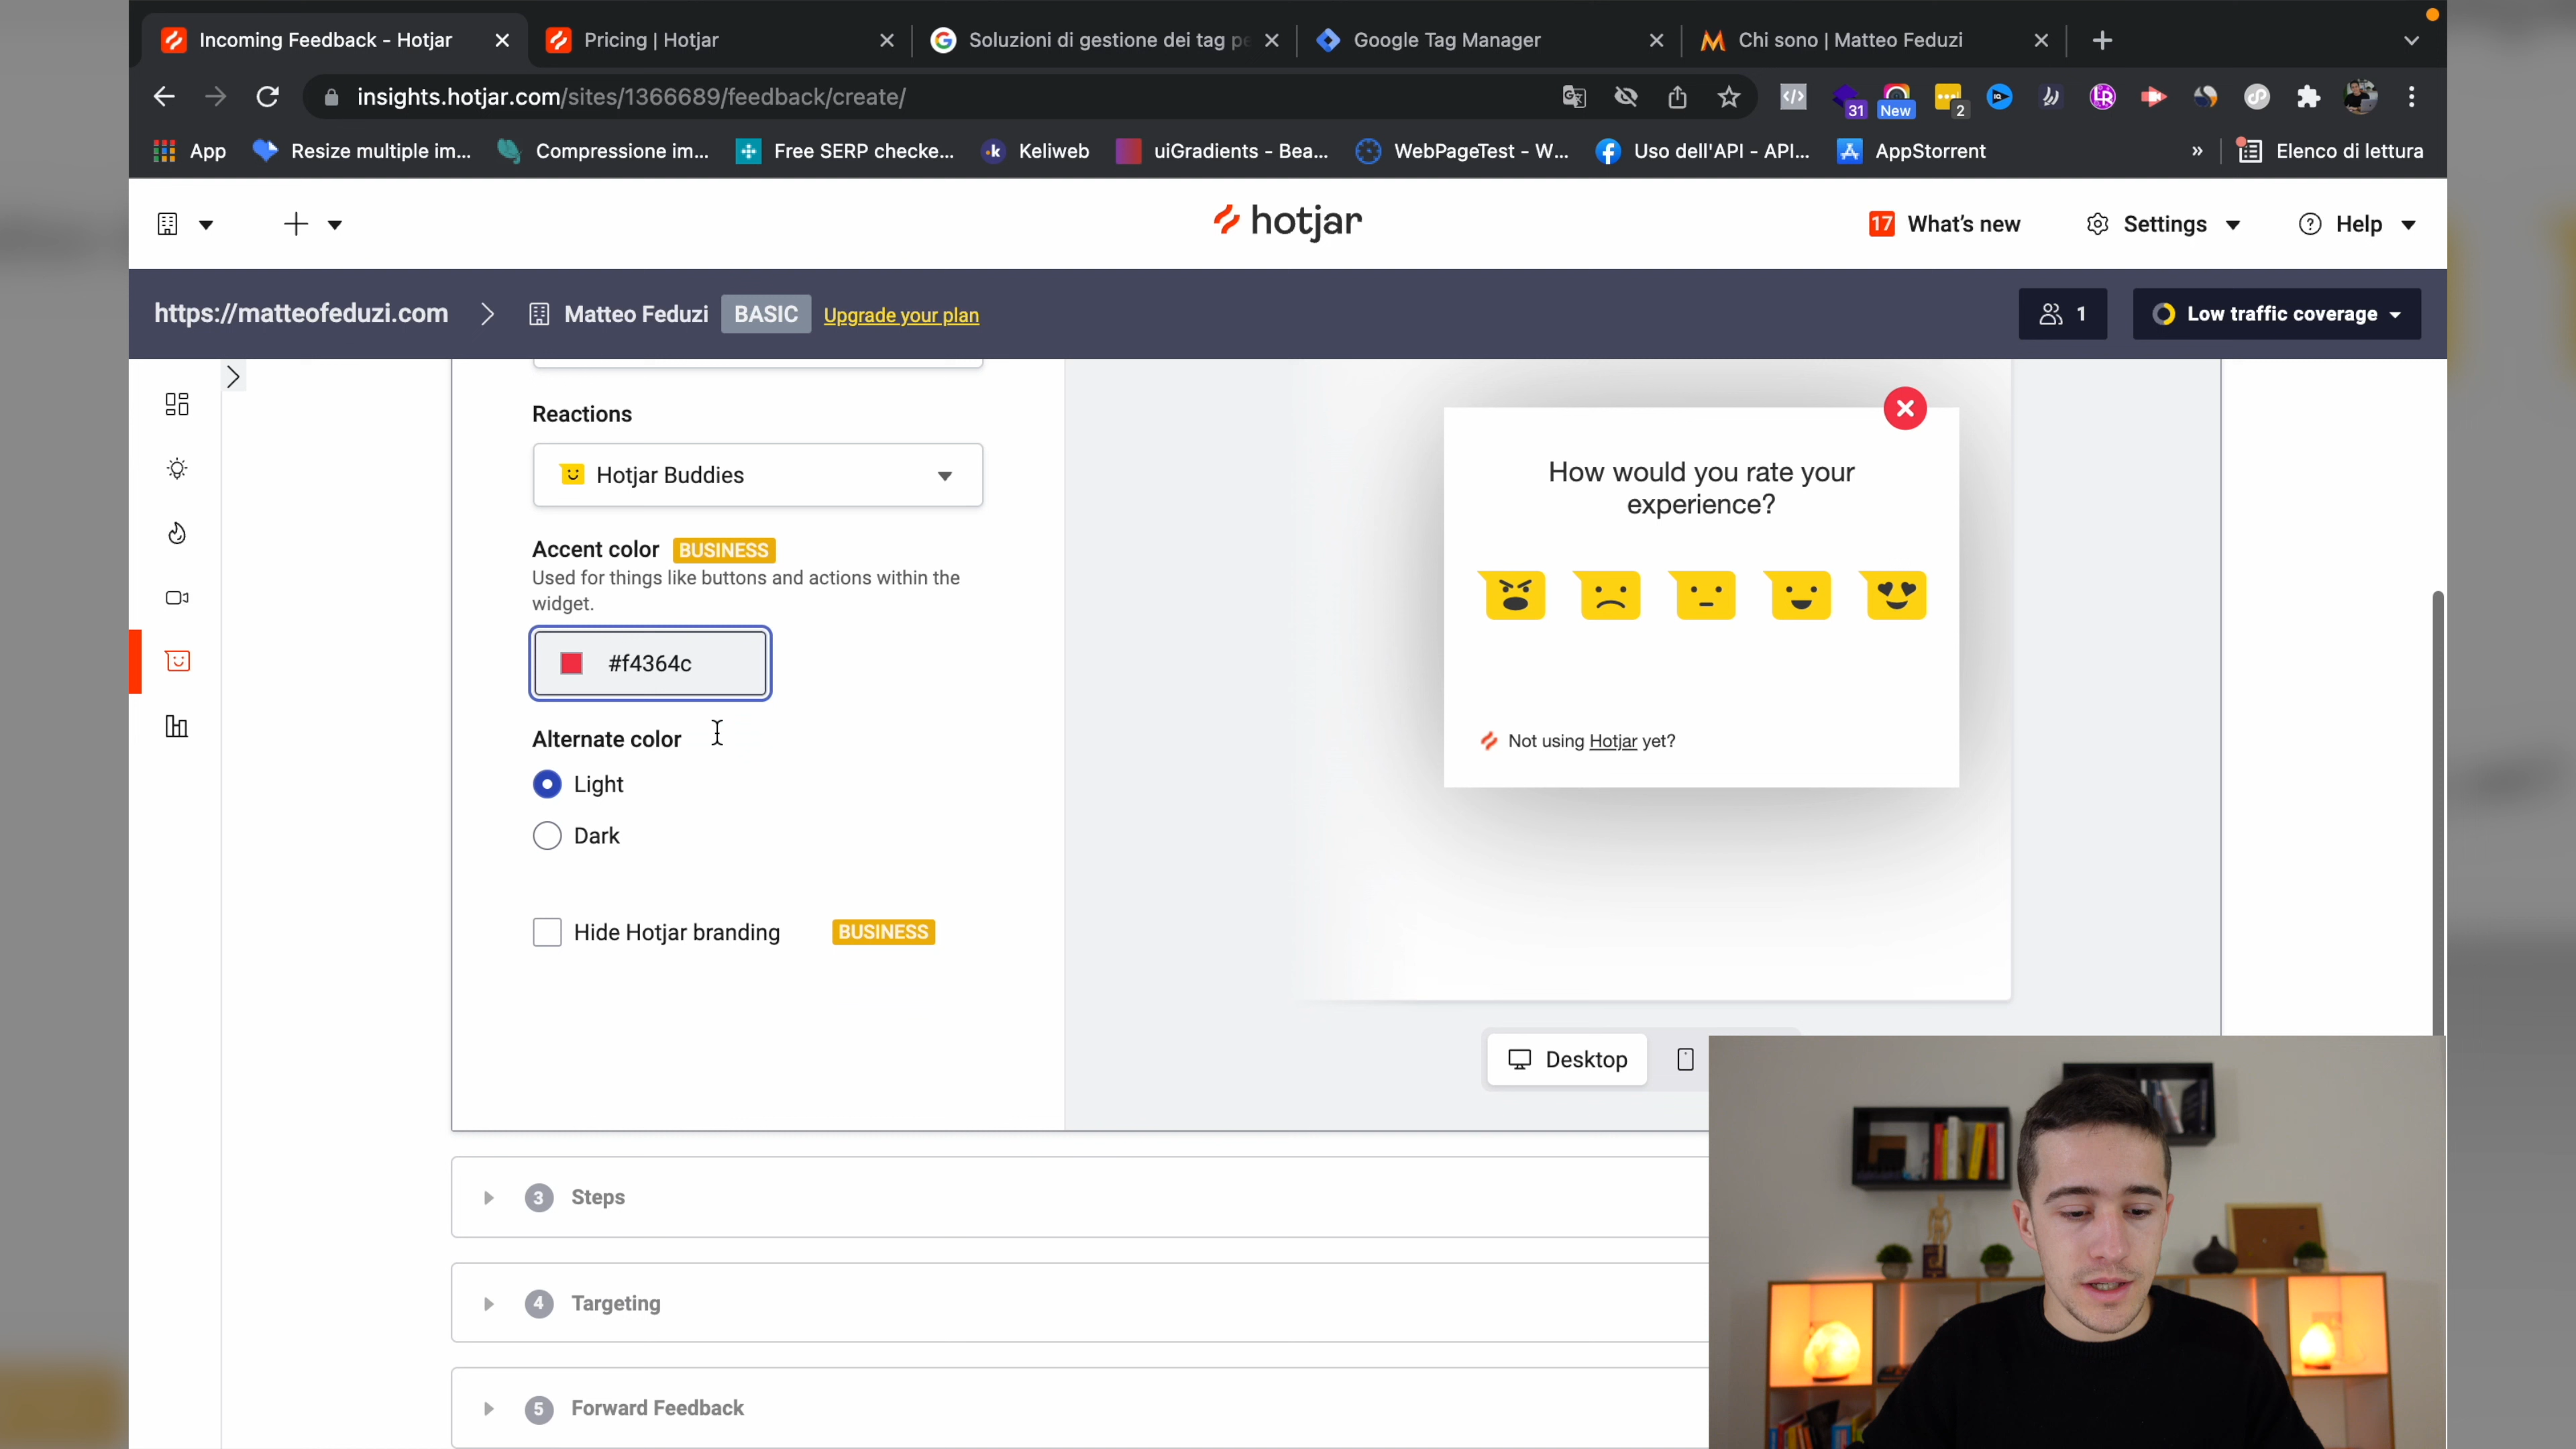 Incoming Feedback - Hotjar
Pricing | Hotjar
Soluzioni di gestione dei tag pe
Google Tag Manager
Chi sono | Matteo Feduzi
insights.hotjar.com/sites/1366689/feedback/create/
31
New
2
App
Resize multiple im...
Compressione im...
Free SERP checke...
Keliweb
uiGradients - Bea...
WebPageTest - W...
Uso dell'API - API...
AppStorrent
»
Elenco di lettura
hotjar
17 What's new
Settings
Help
https://matteofeduzi.com
Matteo Feduzi BASIC Upgrade your plan
1
Low traffic coverage
Reactions
Hotjar Buddies
Accent color BUSINESS
Used for things like buttons and actions within the
widget.
#f4364c
Alternate color
Light
Dark
Hide Hotjar branding BUSINESS
How would you rate your
experience?
Not using Hotjar yet?
Desktop
3 Steps
4 Targeting
5 Forward Feedback